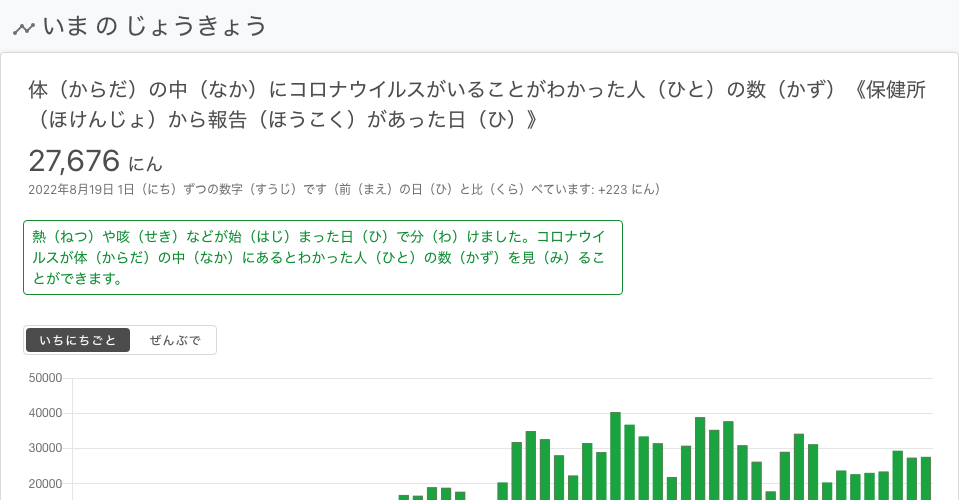 いま の じょうきょう
体（からだ）の中（なか）にコロナウイルスがいることがわかった人（ひと）の数（かず）《保健所
（ほけんじょ）から報告（ほうこく）があった日（ひ）》
27,676 にん
2022年8月19日 1日（にち）ずつの数字（すうじ）です（前（まえ）の日（ひ）と比（くら）べています: +223 にん）
熱（ねつ）や咳（せき）などが始（はじ）まった日（ひ）で分（わ）けました。コロナウイ
ルスが体（からだ）の中（なか）にあるとわかった人（ひと）の数（かず）を見（み）るこ
とができます。
いちにちごと ぜんぶで
50000
40000
30000
20000